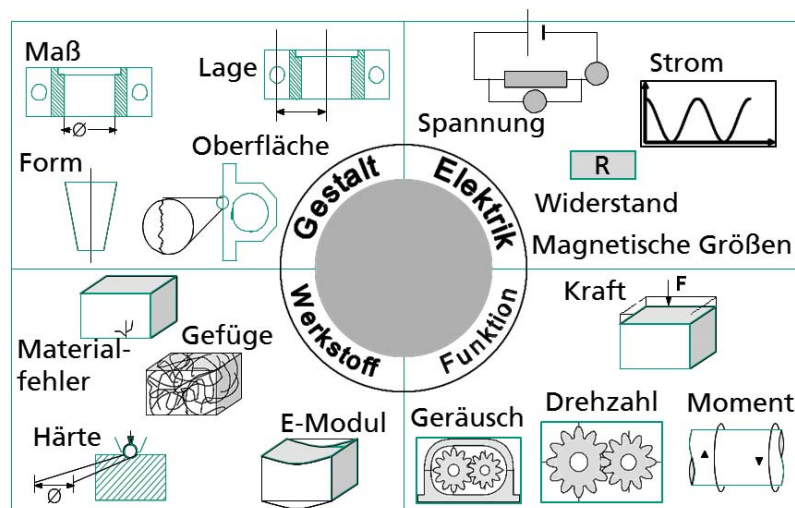 Maß
Lage
Ø
Form
Oberfläche
Spannung
Strom
R
Widerstand
Magnetische Größen
Gestalt
Elektrik
Werkstoff
Funktion
Material-
fehler
Gefüge
Härte
Ø
E-Modul
Kraft
F
Geräusch
Drehzahl
Moment